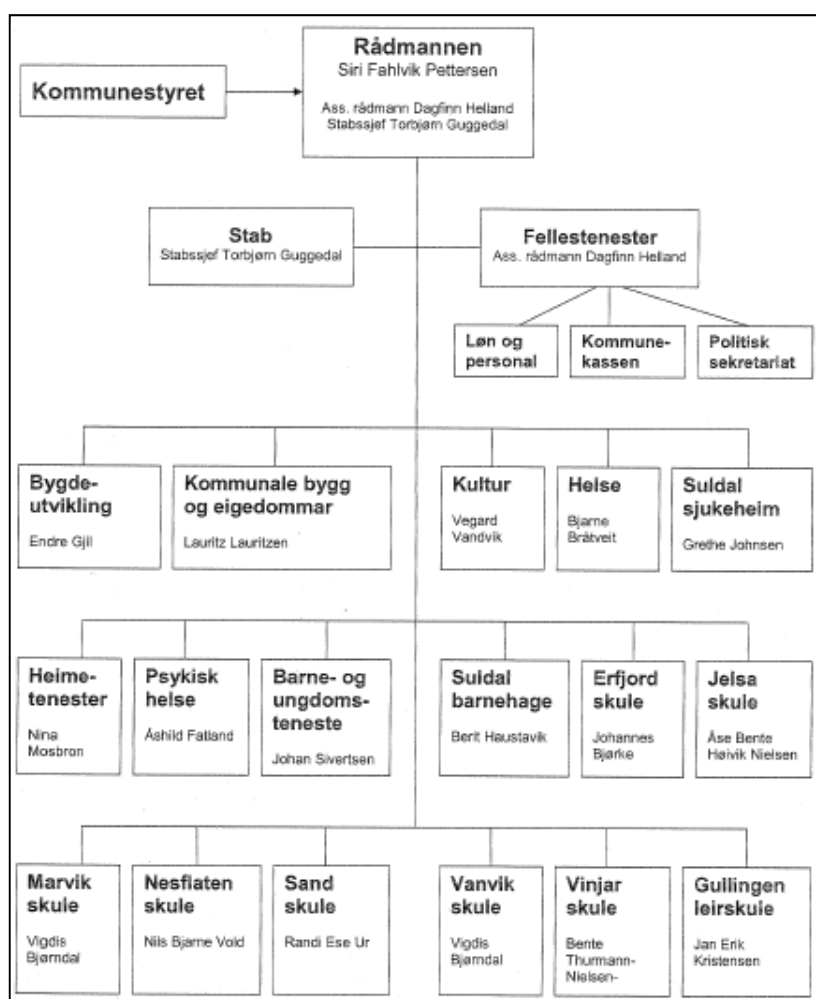 Rådmannen
Siri Fahlvik Pettersen
Ass. rådmann Dagfinn Helland
Stabssjef Torbjørn Guggedal
Kommunestyret
Stab
Stabssjef Torbjørn Guggedal
Fellestenester
Ass. rådmann Dagfinn Helland
Løn og
personal
Kommune-
kassen
Politisk
sekretariat
Bygde-
utvikling
Endre Gjil
Kommunale bygg
og eigedommar
Lauritz Lauritzen
Kultur
Vegard
Vandvik
Helse
Bjarne
Bråtveit
Suldal
sjukeheim
Grethe Johnsen
Heime-
tenester
Nina
Mosbron
Psykisk
helse
Åshild Fatland
Barne- og
ungdoms-
teneste
Johan Sivertsen
Suldal
barnehage
Berit Haustavik
Erfjord
skule
Johannes
Bjørke
Jelsa
skule
Åse Bente
Høivik Nielsen
Marvik
skule
Vigdis
Bjørndal
Nesflaten
skule
Nils Bjarne Vold
Sand
skule
Randi Ese Ur
Vanvik
skule
Vigdis
Bjørndal
Vinjar
skule
Bente
Thurmann-
Nielsen-
Gullingen
leirskule
Jan Erik
Kristensen